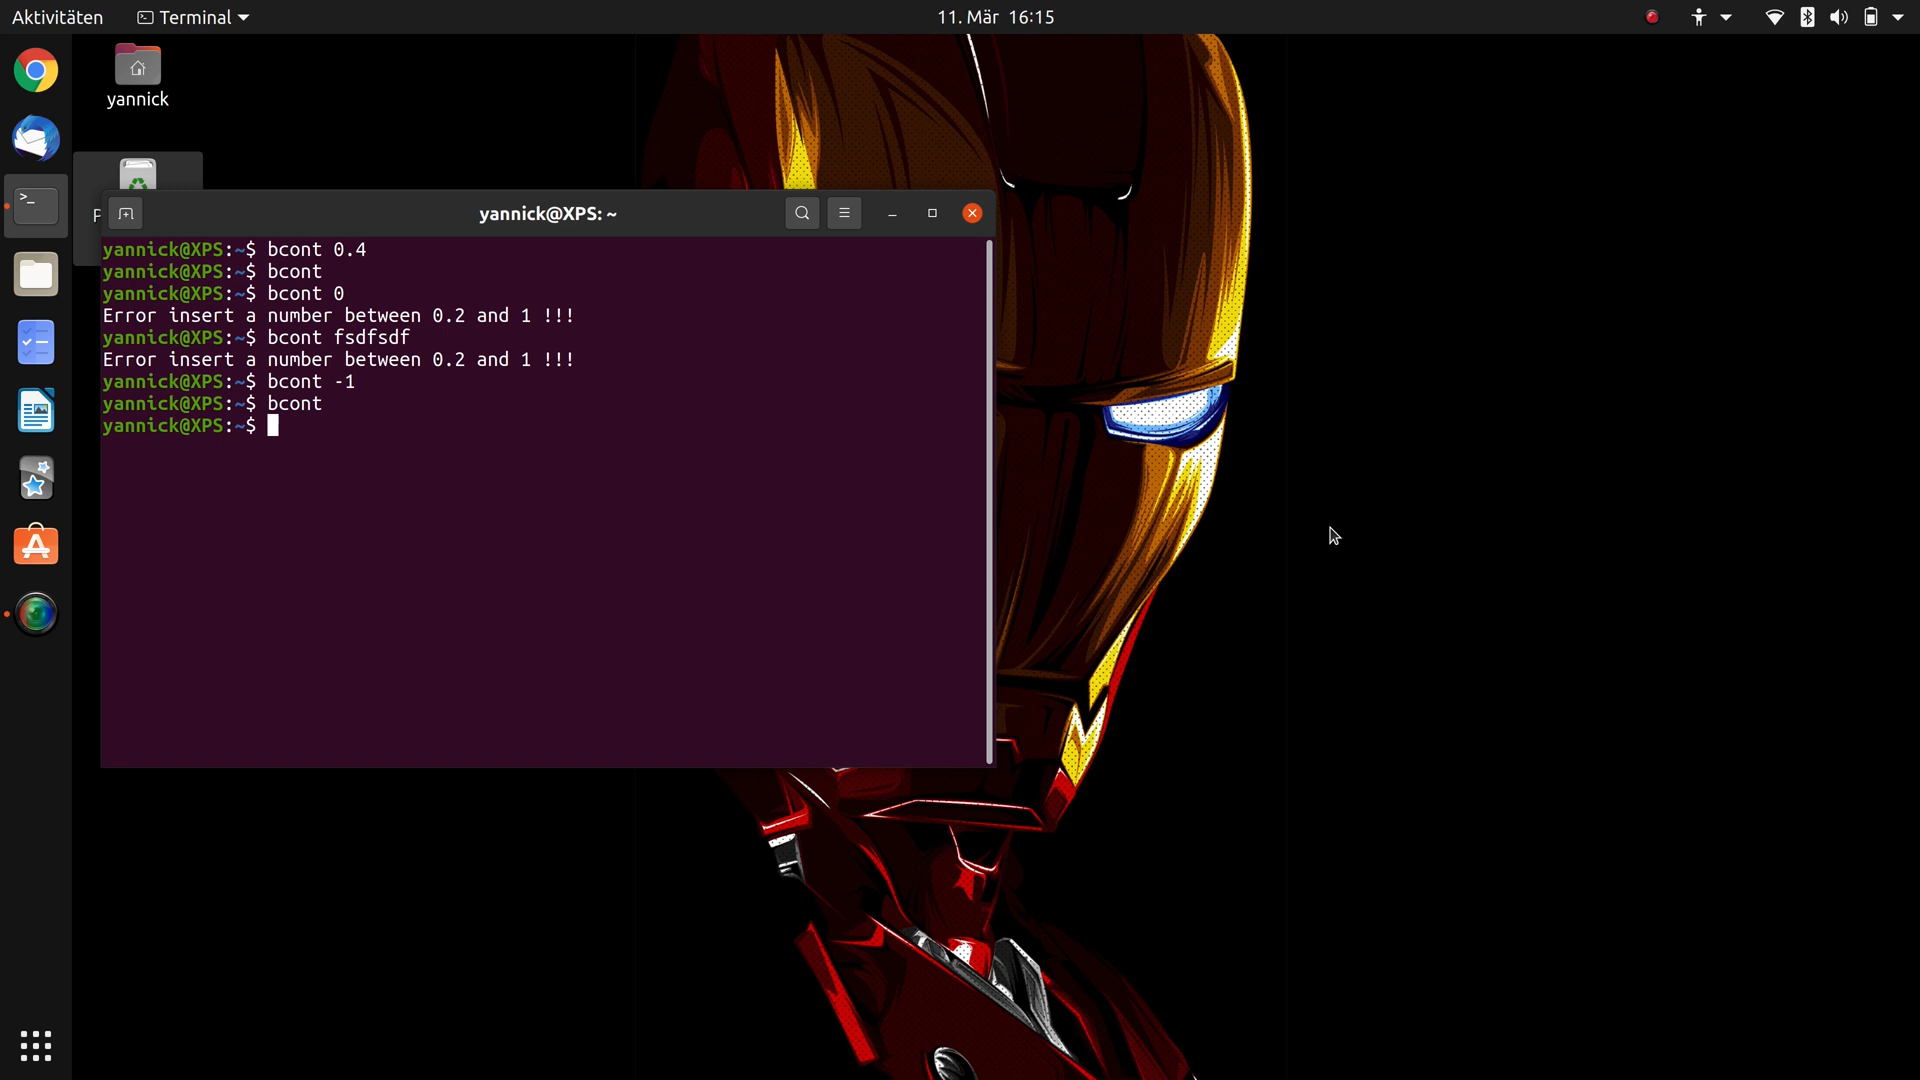 Aktivitäten Terminal 11. Mär 16:15
yannick
P
yannick@XPS: ~
yannick@XPS:~$ bcont 0.4
yannick@XPS:~$ bcont
yannick@XPS:~$ bcont 0
Error insert a number between 0.2 and 1 !!!
yannick@XPS:~$ bcont fsdfsdf
Error insert a number between 0.2 and 1 !!!
yannick@XPS:~$ bcont -1
yannick@XPS:~$ bcont
yannick@XPS:~$